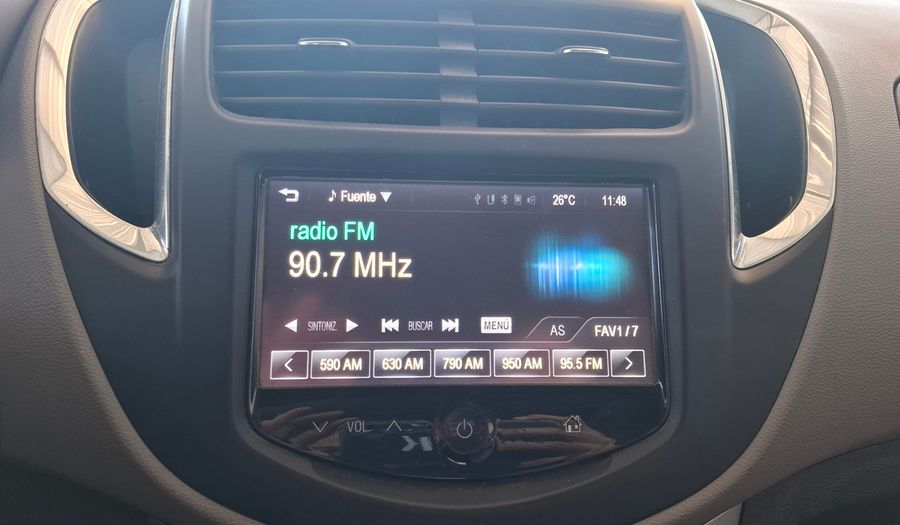 Fuente 26°C 11:48
radio FM
90.7 MHz
SINTONIZ. BUSCAR MENÚ AS FAV1/7
590 AM 630 AM 790 AM 950 AM 95.5 FM
VOL